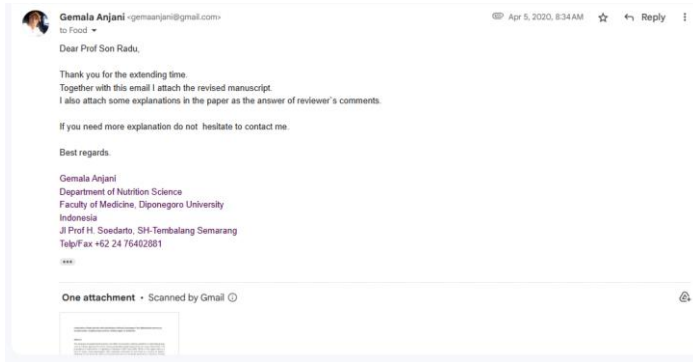 Gemala Anjani <gemaanjani@gmail.com> Apr 5, 2020, 8:34 AM Reply
to Food
Dear Prof Son Radu,
Thank you for the extending time.
Together with this email I attach the revised manuscript.
I also attach some explanations in the paper as the answer of reviewer's comments.
If you need more explanation do not hesitate to contact me.
Best regards.
Gemala Anjani
Department of Nutrition Science
Faculty of Medicine, Diponegoro University
Indonesia
Jl Prof H. Soedarto, SH-Tembalang Semarang
Telp/Fax +62 24 76402881
One attachment • Scanned by Gmail